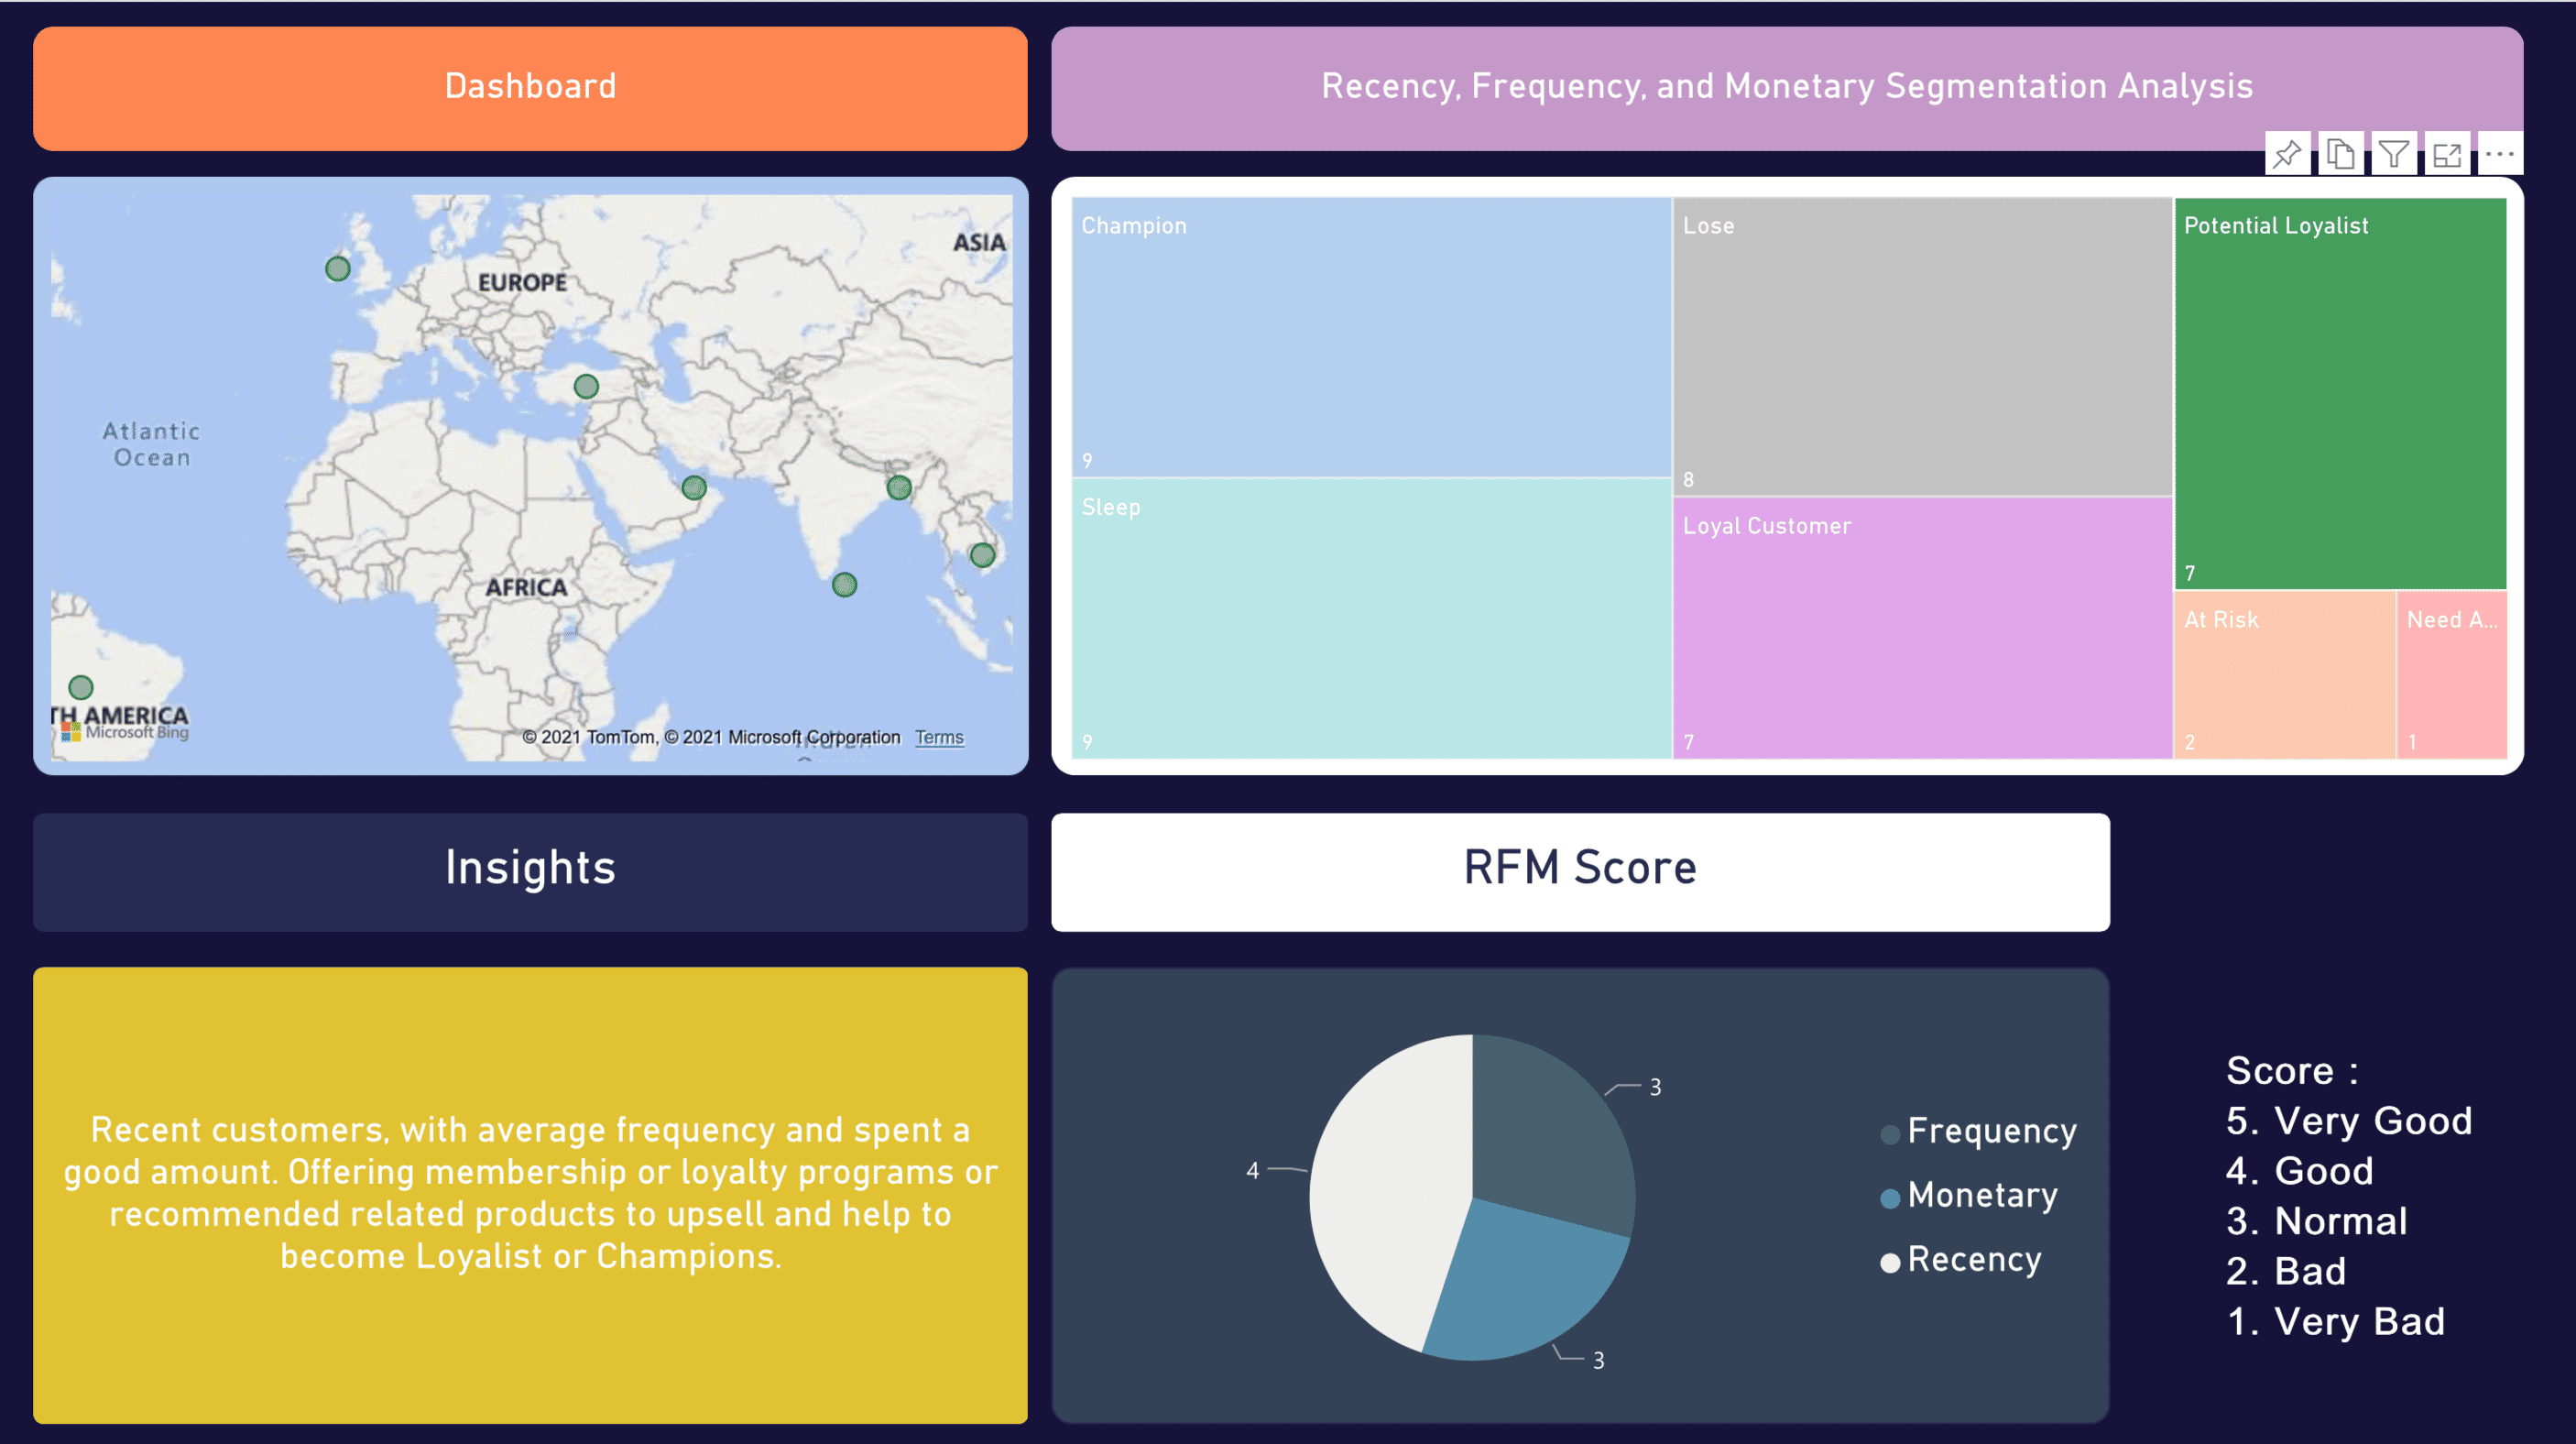 Dashboard
Recency, Frequency, and Monetary Segmentation Analysis
ASIA
EUROPE
Atlantic
Ocean
AFRICA
TH AMERICA
Microsoft Bing
© 2021 TomTom, © 2021 Microsoft Corporation Terms
Champion
9
Sleep
9
Lose
8
Loyal Customer
7
Potential Loyalist
7
At Risk
2
Need A...
1
Insights
RFM Score
Recent customers, with average frequency and spent a
good amount. Offering membership or loyalty programs or
recommended related products to upsell and help to
become Loyalist or Champions.
3
4
3
Frequency
Monetary
Recency
Score :
5. Very Good
4. Good
3. Normal
2. Bad
1. Very Bad